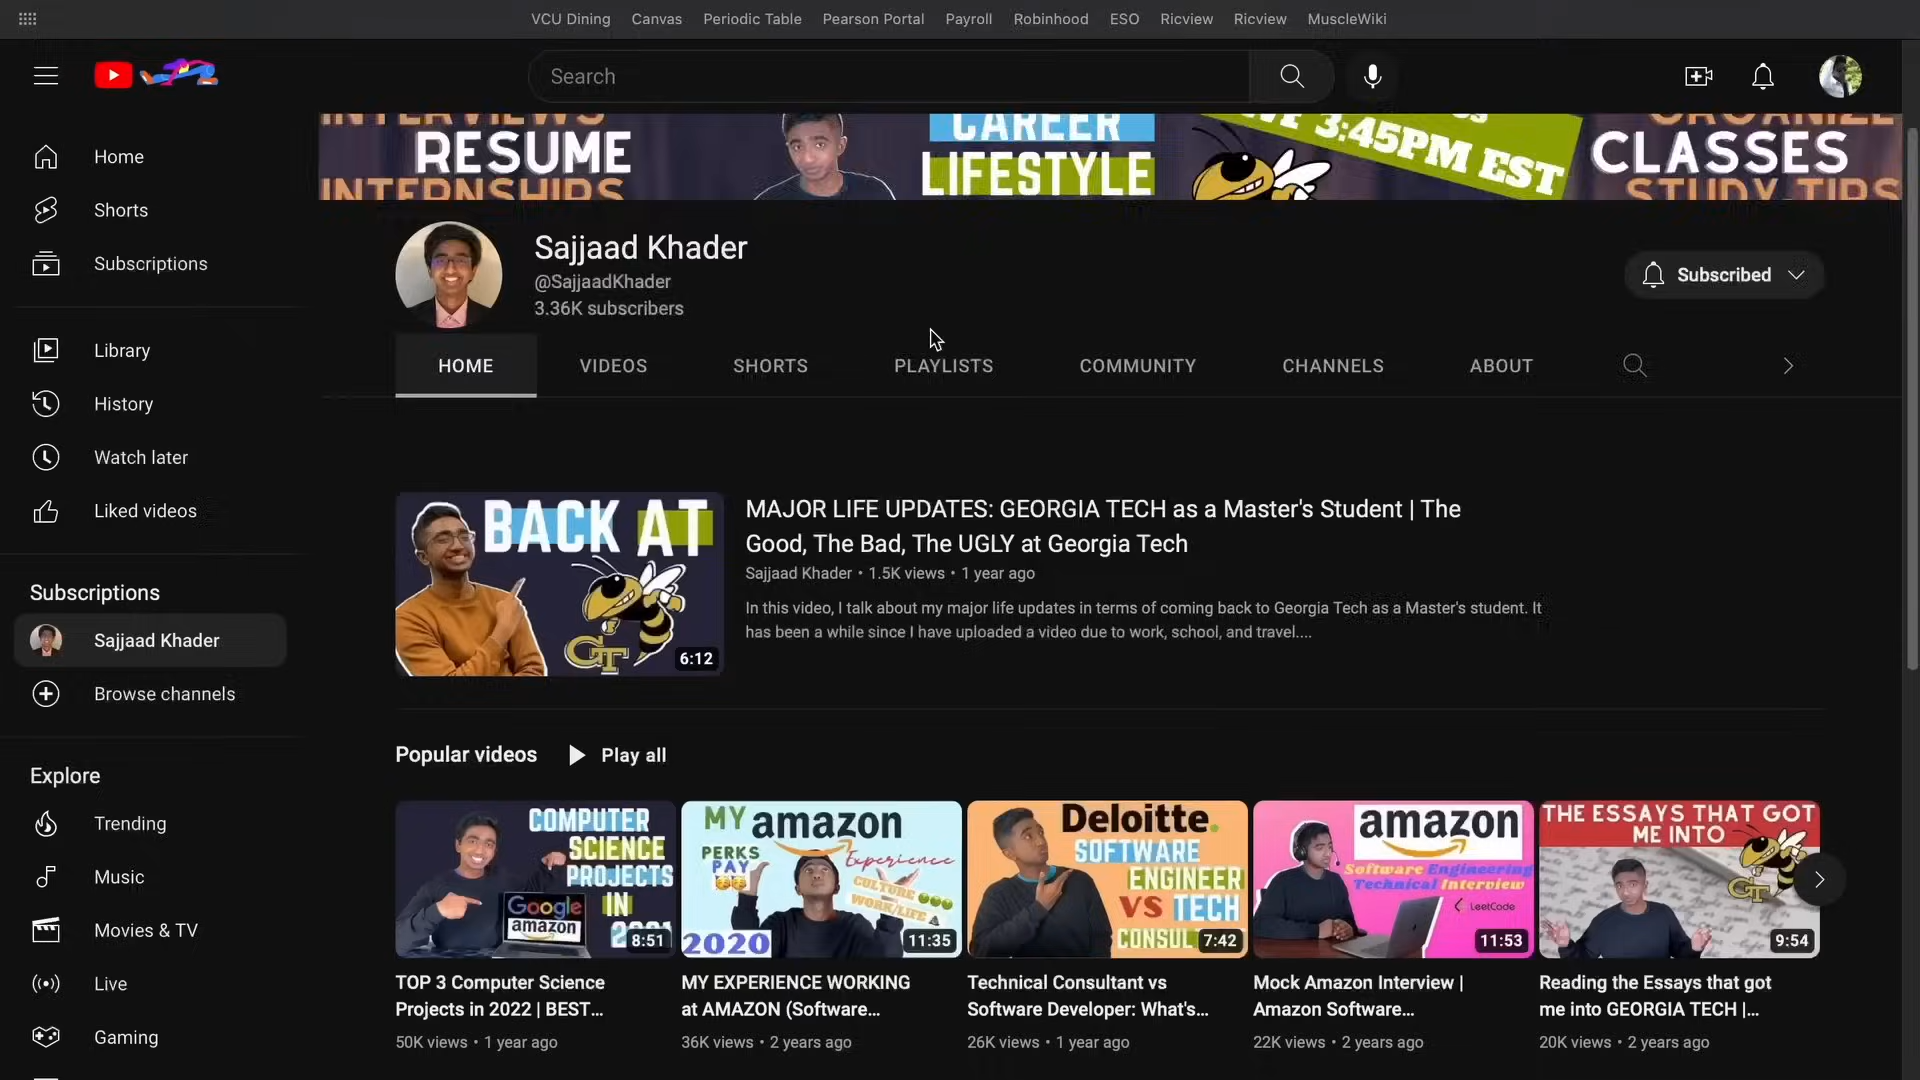 VCU Dining Canvas Periodic Table Pearson Portal Payroll Robinhood ESO Ricview Ricview MuscleWiki
Search
Home
Shorts
Subscriptions
Library
History
Watch later
Liked videos
Subscriptions
Sajjaad Khader
Browse channels
Explore
Trending
Music
Movies & TV
Live
Gaming
INTERVIEWS
RESUME
INTERNSHIPS
CAREER
LIFESTYLE
3:45PM EST
ORGANIZE
CLASSES
STUDY TIPS
Sajjaad Khader
@SajjaadKhader
3.36K subscribers
Subscribed
HOME VIDEOS SHORTS PLAYLISTS COMMUNITY CHANNELS ABOUT
BACK AT
GT
6:12
MAJOR LIFE UPDATES: GEORGIA TECH as a Master's Student | The
Good, The Bad, The UGLY at Georgia Tech
Sajjaad Khader • 1.5K views • 1 year ago
In this video, I talk about my major life updates in terms of coming back to Georgia Tech as a Master's student. It
has been a while since I have uploaded a video due to work, school, and travel....
Popular videos Play all
COMPUTER
SCIENCE
PROJECTS
IN
Google
amazon
8:51
TOP 3 Computer Science
Projects in 2022 | BEST...
50K views • 1 year ago
MY amazon
PERKS
PAY
Experience
CULTURE
WORK/LIFE
2020
11:35
MY EXPERIENCE WORKING
at AMAZON (Software...
36K views • 2 years ago
Deloitte.
SOFTWARE
ENGINEER
VS TECH
7:42
Technical Consultant vs
Software Developer: What's...
26K views • 1 year ago
amazon
Software Engineering
Technical Interview
LeetCode
11:53
Mock Amazon Interview |
Amazon Software...
22K views • 2 years ago
THE ESSAYS THAT GOT
ME INTO
GT
9:54
Reading the Essays that got
me into GEORGIA TECH |...
20K views • 2 years ago